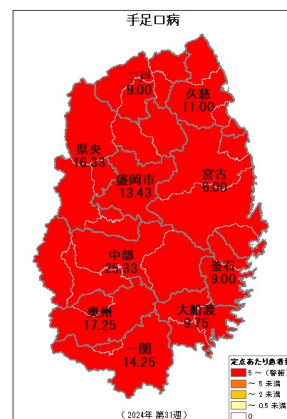 手足口病
二戸
9.00
久慈
11.00
県央
16.33
盛岡市
13.43
宮古
6.00
中部
25.33
釜石
9.00
奥州
17.25
大船渡
9.75
一関
14.25
定点あたり患者
5 ~ (警報
~ 5 未満
~ 2 未満
~ 0.5 未満
0
(2024年 第31週)